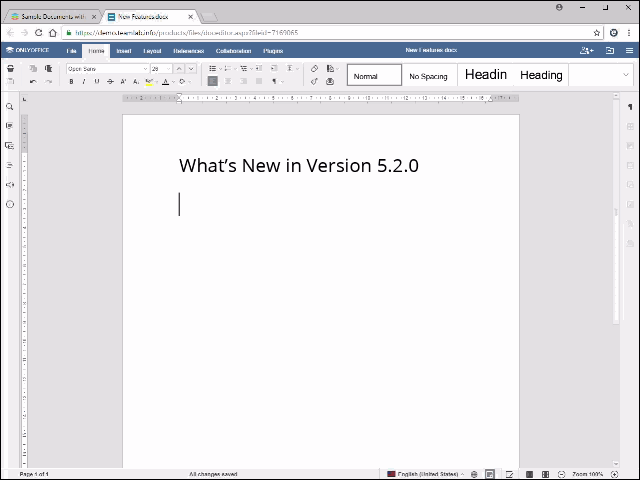 Sample Documents with
New Features.docx
https://demo.teamlab.info/products/files/doceditor.aspx?fileid=7169065
ONLYOFFICE File Home Insert Layout References Collaboration Plugins New Features.docx
Open Sans 26
B I U S
Normal No Spacing Headin Heading
What's New in Version 5.2.0
Page 1 of 1 All changes saved English (United States) Zoom 100%